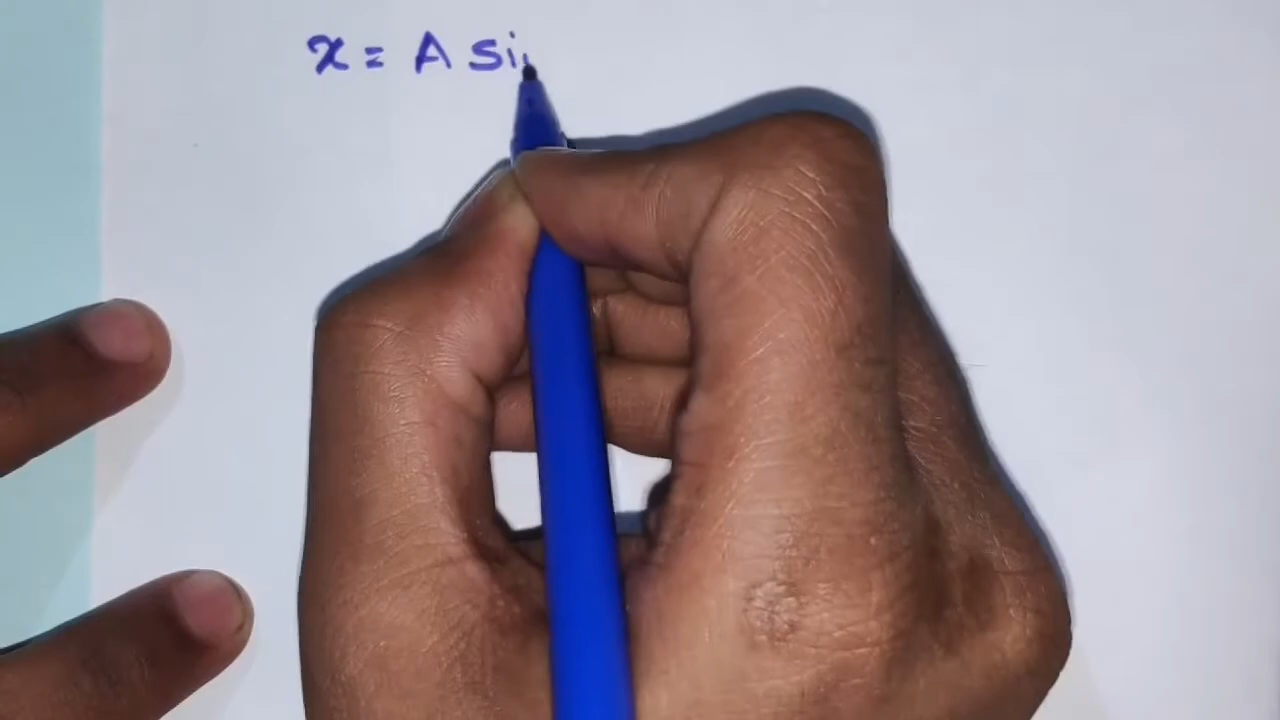 x = A si